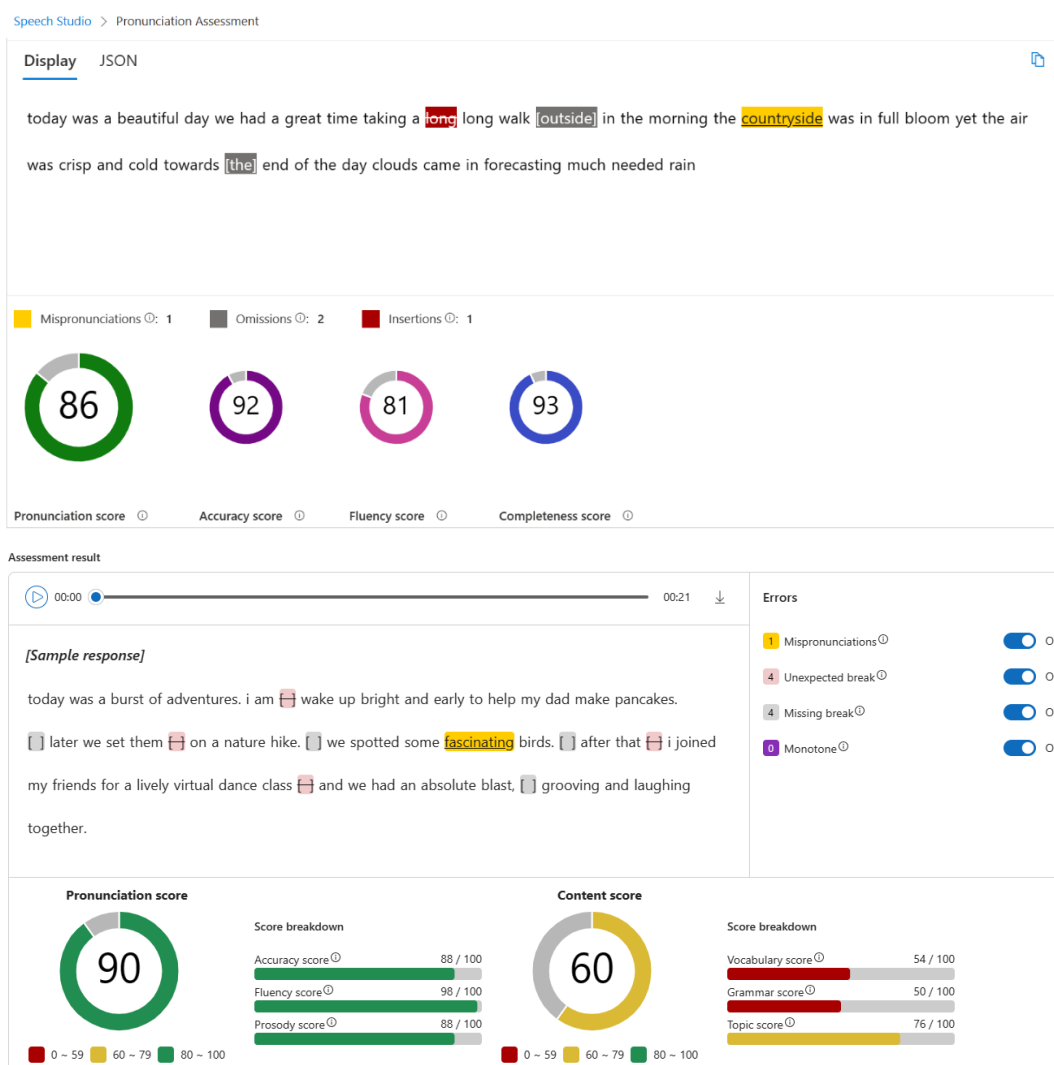 Speech Studio > Pronunciation Assessment
Display JSON
today was a beautiful day we had a great time taking a long long walk [outside] in the morning the countryside was in full bloom yet the air
was crisp and cold towards [the] end of the day clouds came in forecasting much needed rain
Mispronunciations ⓘ: 1 Omissions ⓘ: 2 Insertions ⓘ: 1
86 92 81 93
Pronunciation score ⓘ Accuracy score ⓘ Fluency score ⓘ Completeness score ⓘ
Assessment result
00:00 00:21 Errors
1 Mispronunciations ⓘ O
[Sample response]
4 Unexpected break ⓘ O
today was a burst of adventures. i am [ ] wake up bright and early to help my dad make pancakes.
4 Missing break ⓘ O
[ ] later we set them [ ] on a nature hike. [ ] we spotted some fascinating birds. [ ] after that [ ] i joined
0 Monotone ⓘ O
my friends for a lively virtual dance class [ ] and we had an absolute blast, [ ] grooving and laughing
together.
Pronunciation score Content score
90 60
Score breakdown Score breakdown
Accuracy score ⓘ 88 / 100 Vocabulary score ⓘ 54 / 100
Fluency score ⓘ 98 / 100 Grammar score ⓘ 50 / 100
Prosody score ⓘ 88 / 100 Topic score ⓘ 76 / 100
0 ~ 59 60 ~ 79 80 ~ 100 0 ~ 59 60 ~ 79 80 ~ 100